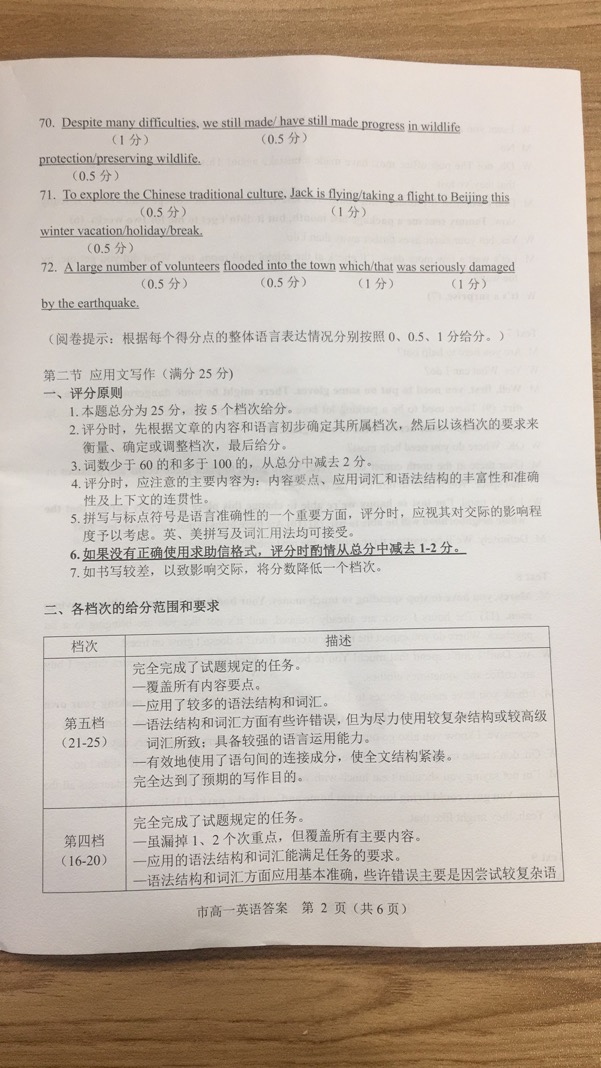 70. Despite many difficulties, we still made/ have still made progress in wildlife
(1 分) (0.5 分)
protection/preserving wildlife.
(0.5 分)
71. To explore the Chinese traditional culture, Jack is flying/taking a flight to Beijing this
(0.5 分) (1 分)
winter vacation/holiday/break.
(0.5 分)
72. A large number of volunteers flooded into the town which/that was seriously damaged
(0.5 分) (0.5 分) (1 分) (1 分)
by the earthquake.
（阅卷提示：根据每个得分点的整体语言表达情况分别按照 0、0.5、1 分给分。）
第二节 应用文写作（满分 25 分)
一、评分原则
1.本题总分为 25 分，按 5 个档次给分。
2.评分时，先根据文章的内容和语言初步确定其所属档次，然后以该档次的要求来
衡量、确定或调整档次，最后给分。
3.词数少于 60 的和多于 100 的，从总分中减去 2 分。
4.评分时，应注意的主要内容为：内容要点、应用词汇和语法结构的丰富性和准确
性及上下文的连贯性。
5.拼写与标点符号是语言准确性的一个重要方面，评分时，应视其对交际的影响程
度予以考虑。英、美拼写及词汇用法均可接受。
6.如果没有正确使用求助信格式，评分时酌情从总分中减去 1-2 分。
7.如书写较差，以致影响交际，将分数降低一个档次。
二、各档次的给分范围和要求
档次 描述
第五档
(21-25)
完全完成了试题规定的任务。
—覆盖所有内容要点。
—应用了较多的语法结构和词汇。
—语法结构和词汇方面有些许错误，但为尽力使用较复杂结构或较高级
词汇所致；具备较强的语言运用能力。
—有效地使用了语句间的连接成分，使全文结构紧凑。
完全达到了预期的写作目的。
第四档
(16-20)
完全完成了试题规定的任务。
—虽漏掉 1、2 个次重点，但覆盖所有主要内容。
—应用的语法结构和词汇能满足任务的要求。
—语法结构和词汇方面应用基本准确，些许错误主要是因尝试较复杂语
市高一英语答案 第 2 页（共 6 页）